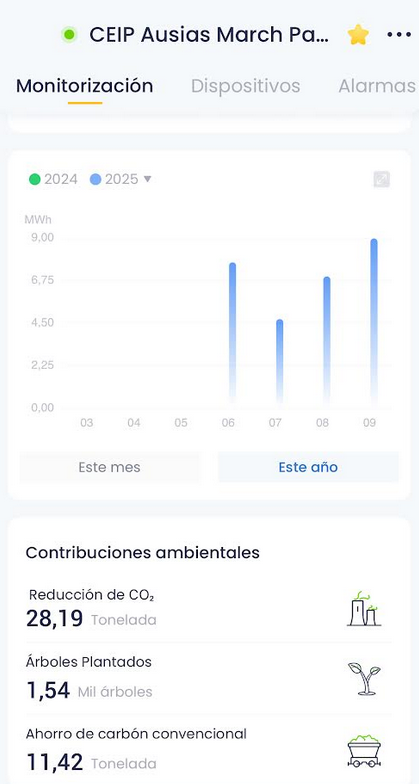 CEIP Ausias March Pa...
Monitorización Dispositivos Alarmas
2024 2025
MWh
9,00
6,75
4,50
2,25
0,00
03 04 05 06 07 08 09
Este mes Este año
Contribuciones ambientales
Reducción de CO₂
28,19 Tonelada
Árboles Plantados
1,54 Mil árboles
Ahorro de carbón convencional
11,42 Tonelada